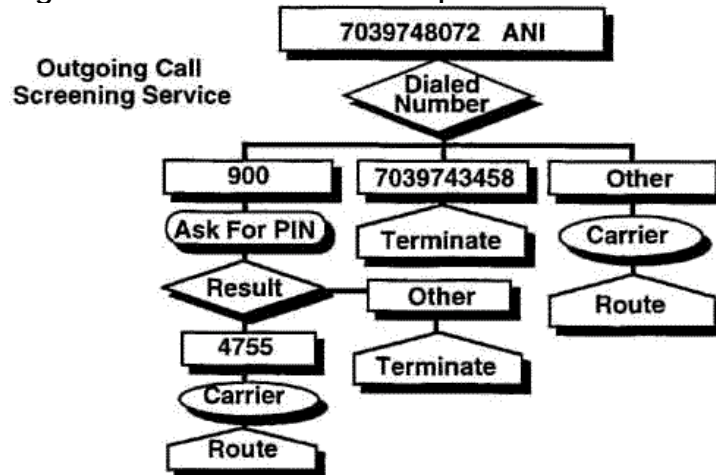 7039748072 ANI
Outgoing Call
Screening Service
Dialed
Number
900
7039743458
Other
Ask For PIN
Terminate
Carrier
Result
Other
Route
4755
Terminate
Carrier
Route